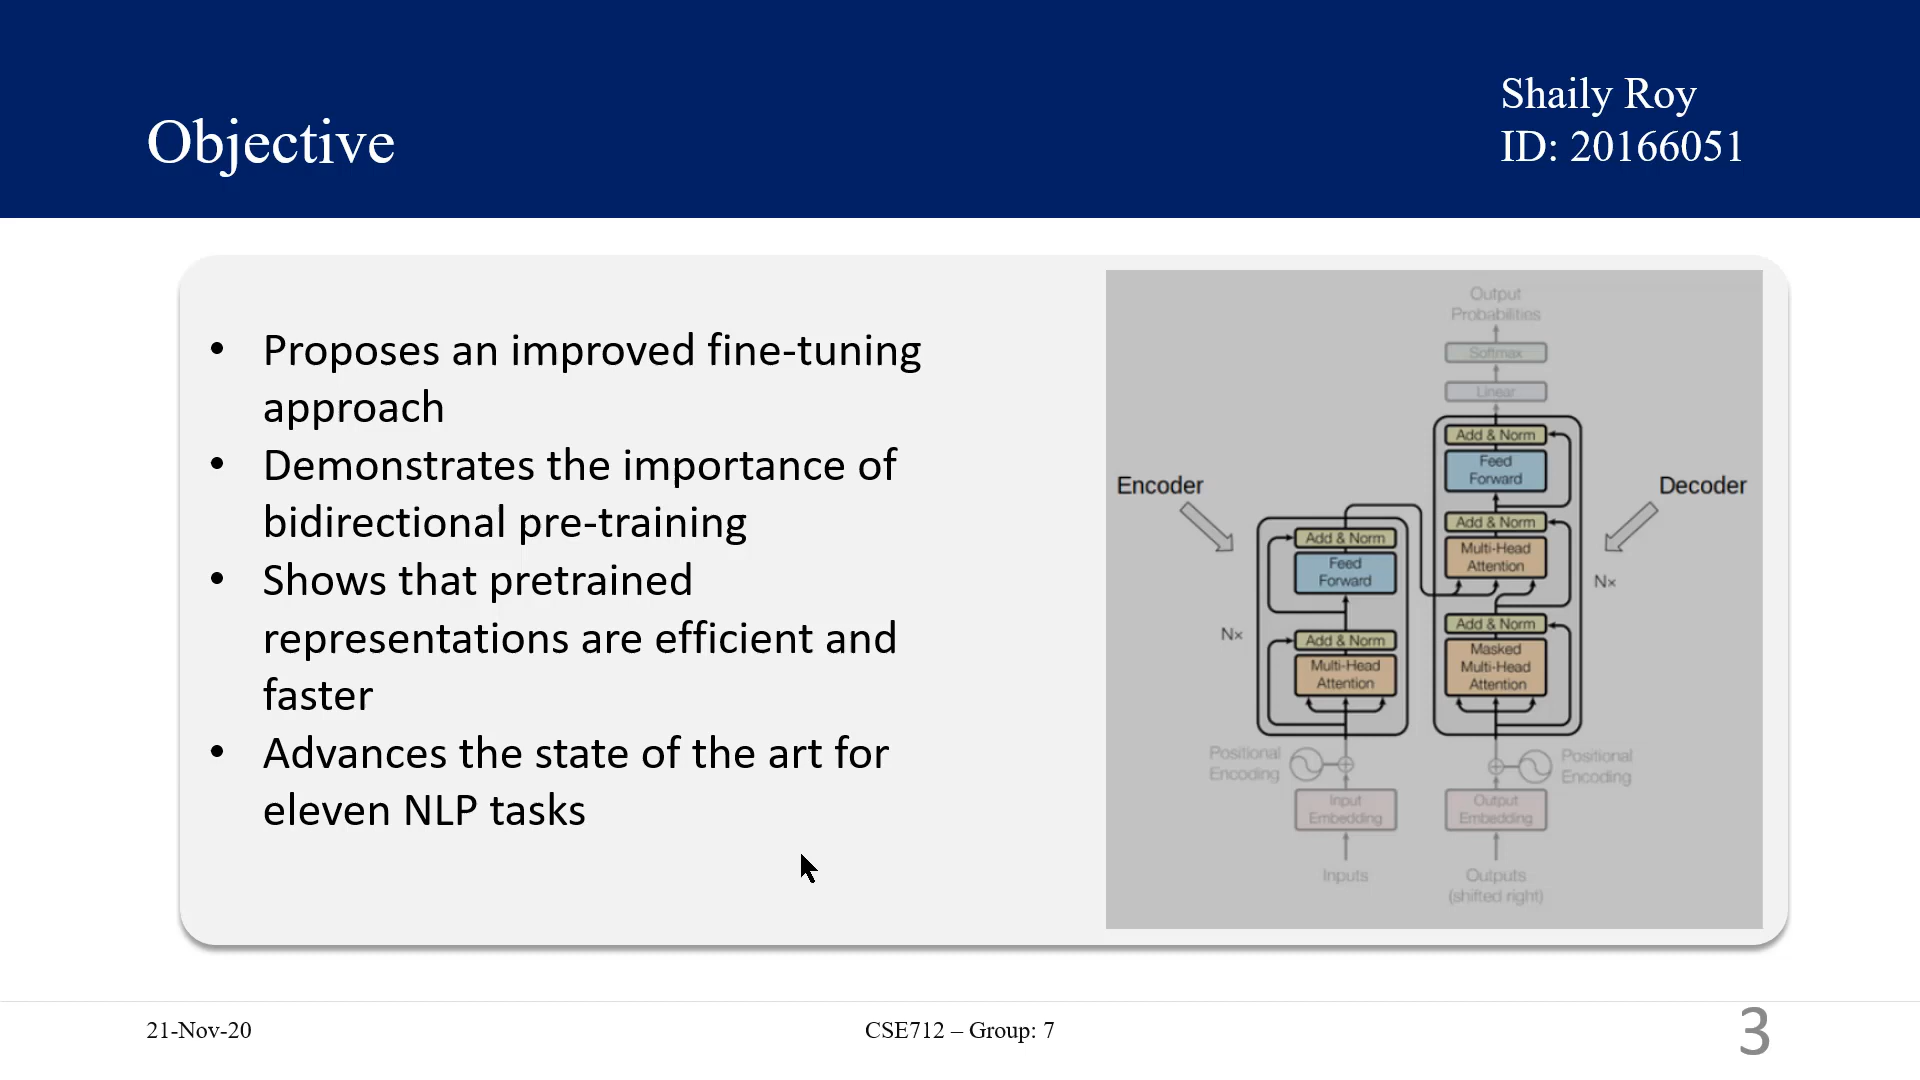 Objective
Shaily Roy
ID: 20166051
• Proposes an improved fine-tuning
approach
• Demonstrates the importance of
bidirectional pre-training
• Shows that pretrained
representations are efficient and
faster
• Advances the state of the art for
eleven NLP tasks
Output
Probabilities
Softmax
Linear
Add & Norm
Feed
Forward
Add & Norm
Multi-Head
Attention
Add & Norm
Masked
Multi-Head
Attention
Nx
Decoder
Encoder
Add & Norm
Feed
Forward
Nx
Add & Norm
Multi-Head
Attention
Positional
Encoding
Input
Embedding
Inputs
Positional
Encoding
Output
Embedding
Outputs
(shifted right)
21-Nov-20
CSE712 – Group: 7
3